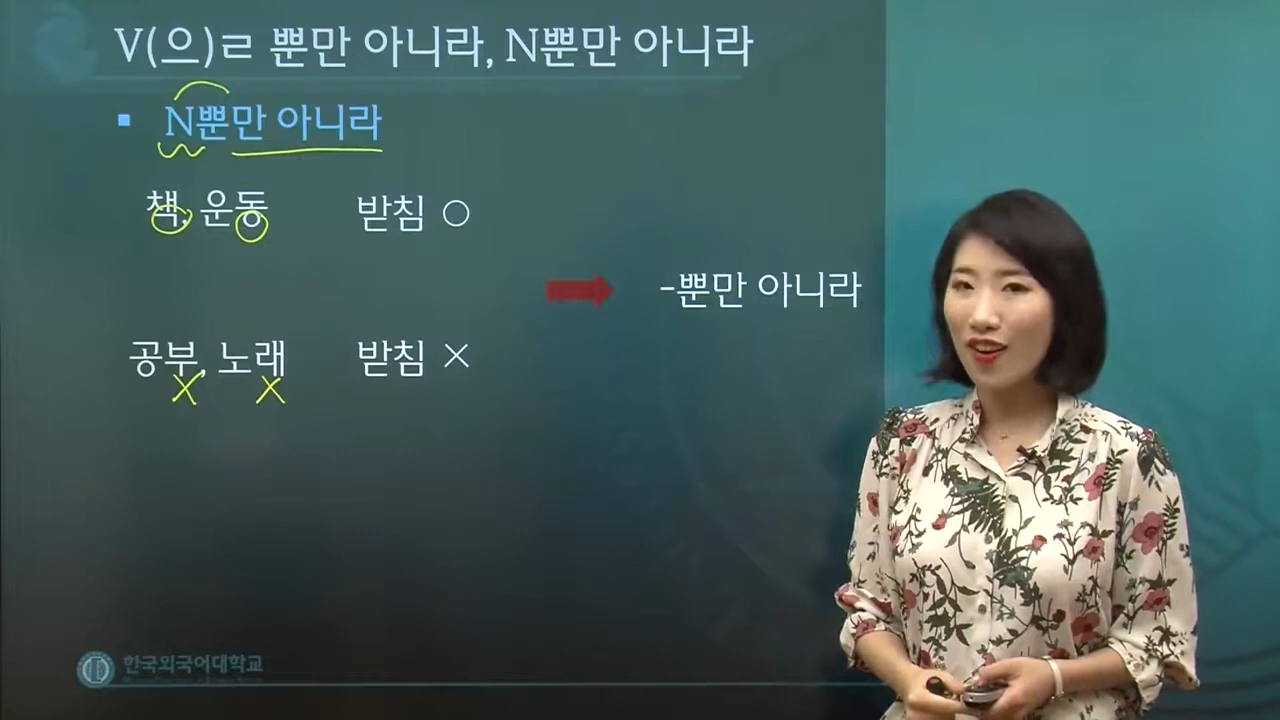 V(으)ㄹ 뿐만 아니라, N뿐만 아니라
▪ N뿐만 아니라
책, 운동 받침 ○
-뿐만 아니라
공부, 노래 받침 ×
한국외국어대학교